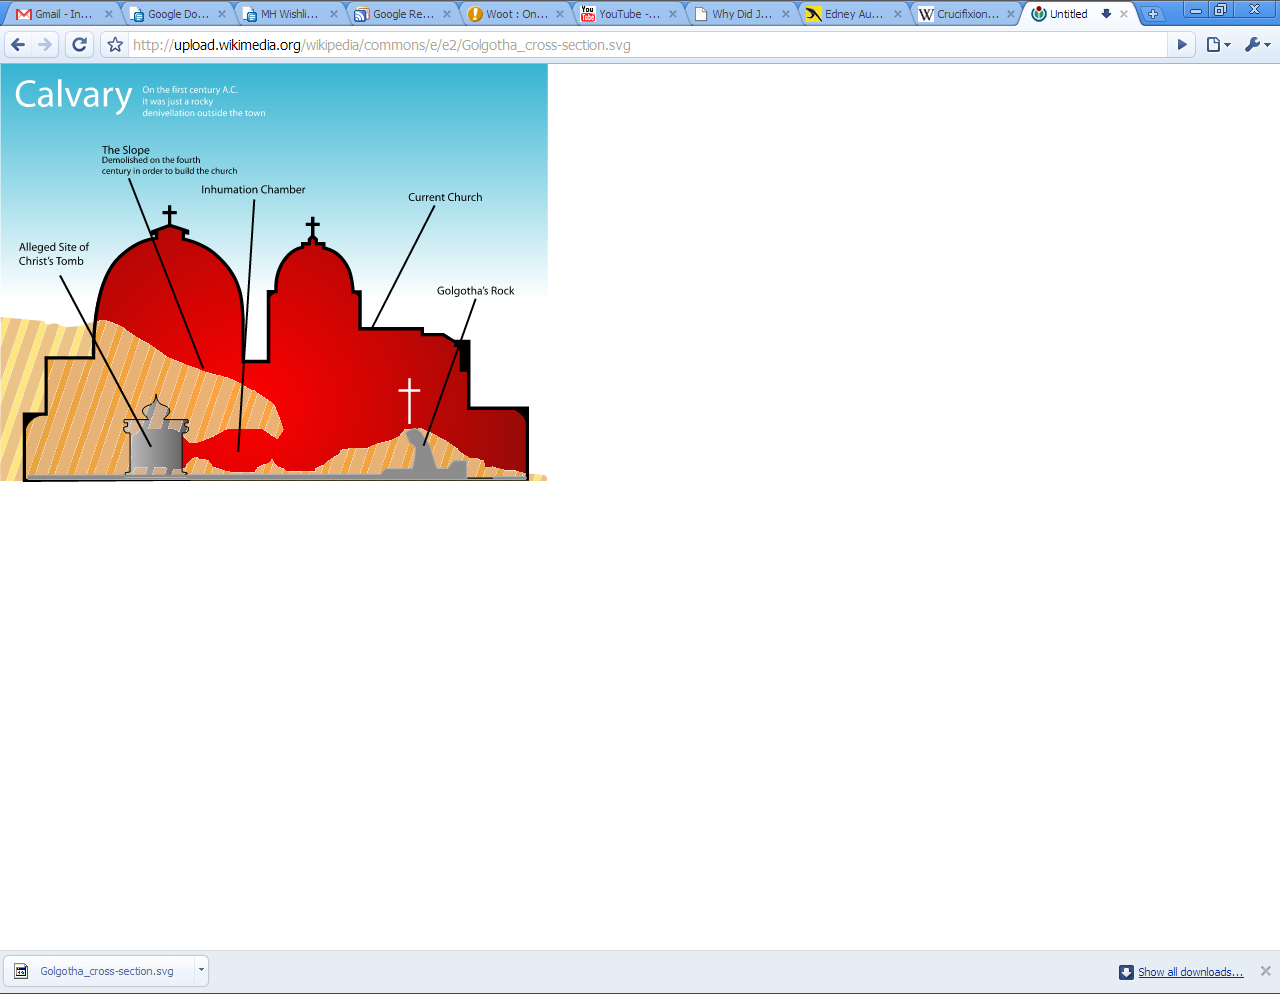 Gmail - In...
Google Do...
MH Wishli...
Google Re...
Woot : On...
YouTube -...
Why Did J...
Edney Au...
Crucifixion...
Untitled
http://upload.wikimedia.org/wikipedia/commons/e/e2/Golgotha_cross-section.svg
Calvary
On the first century A.C.
it was just a rocky
denivellation outside the town
The Slope
Demolished on the fourth
century in order to build the church
Inhumation Chamber
Current Church
Alleged Site of
Christ's Tomb
Golgotha's Rock
Golgotha_cross-section.svg
Show all downloads...